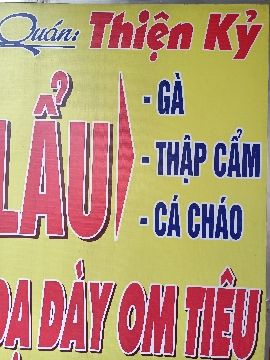 Quán: Thiện Kỷ
LẨU
- GÀ
- THẬP CẨM
- CÁ CHÁO
DẠ DÀY OM TIÊU